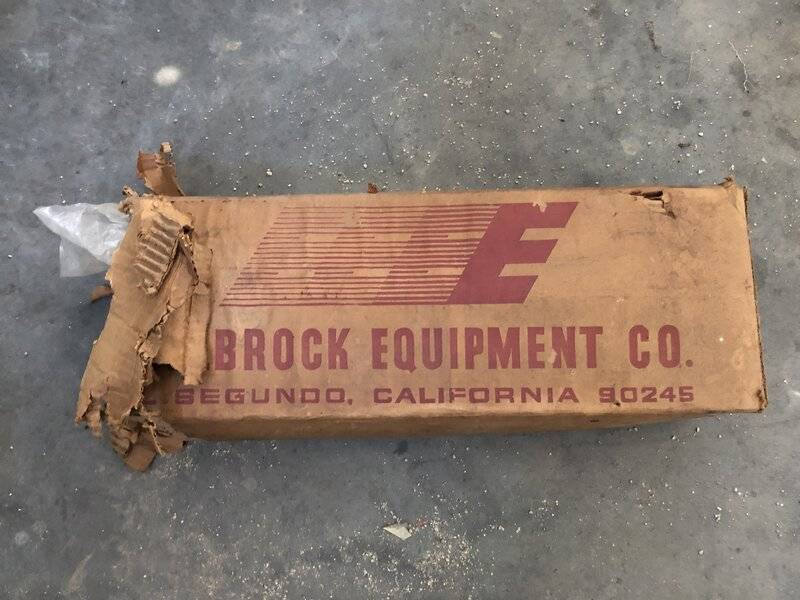 E
BROCK EQUIPMENT CO.
SEGUNDO, CALIFORNIA 90245